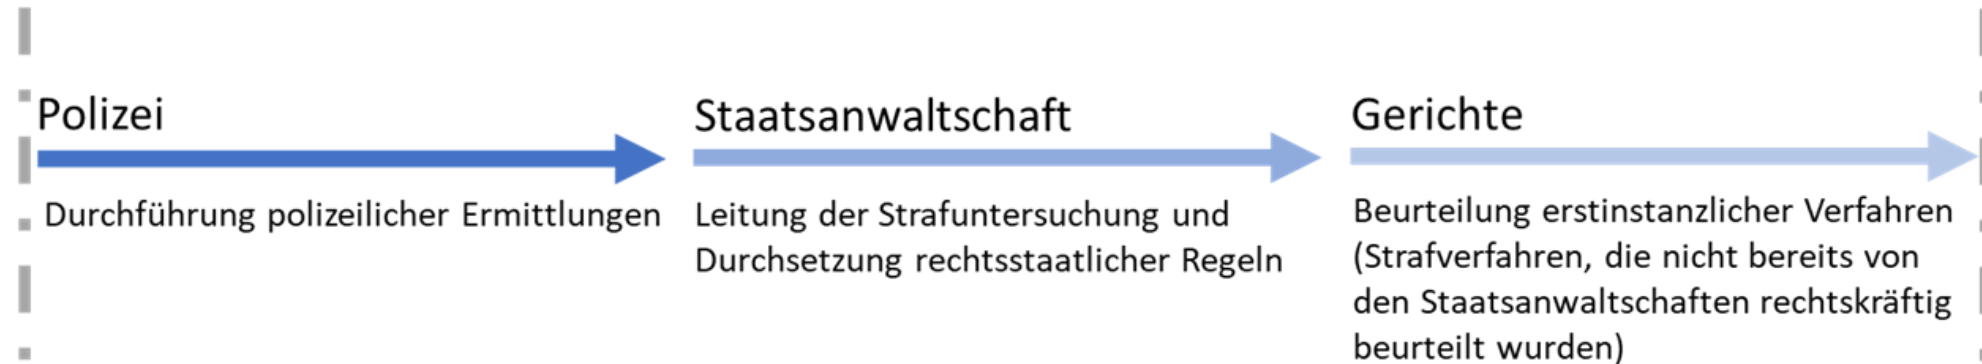 Polizei
Durchführung polizeilicher Ermittlungen
Staatsanwaltschaft
Leitung der Strafuntersuchung und
Durchsetzung rechtsstaatlicher Regeln
Gerichte
Beurteilung erstinstanzlicher Verfahren
(Strafverfahren, die nicht bereits von
den Staatsanwaltschaften rechtskräftig
beurteilt wurden)